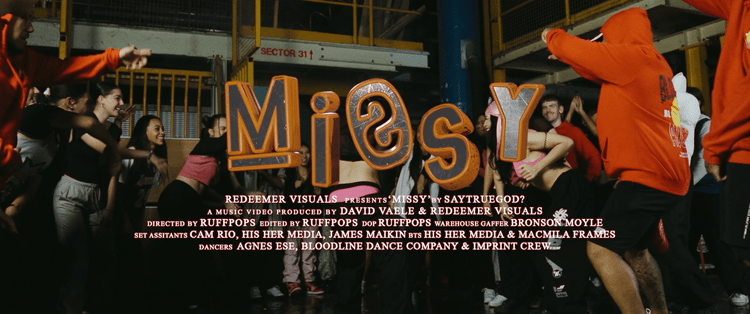 SECTOR 31
MiSSY
REDEEMER VISUALS PRESENTS 'MISSY' BY SAYTRUEGOD?
A MUSIC VIDEO PRODUCED BY DAVID VAELE & REDEEMER VISUALS
DIRECTED BY RUFFPOPS EDITED BY RUFFPOPS DOP RUFFPOPS WAREHOUSE GAFFER BRONSON MOYLE
SET ASSITANTS CAM RIO, HIS HER MEDIA, JAMES MAIKIN BTS HIS HER MEDIA & MACMILA FRAMES
DANCERS AGNES ESE, BLOODLINE DANCE COMPANY & IMPRINT CREW